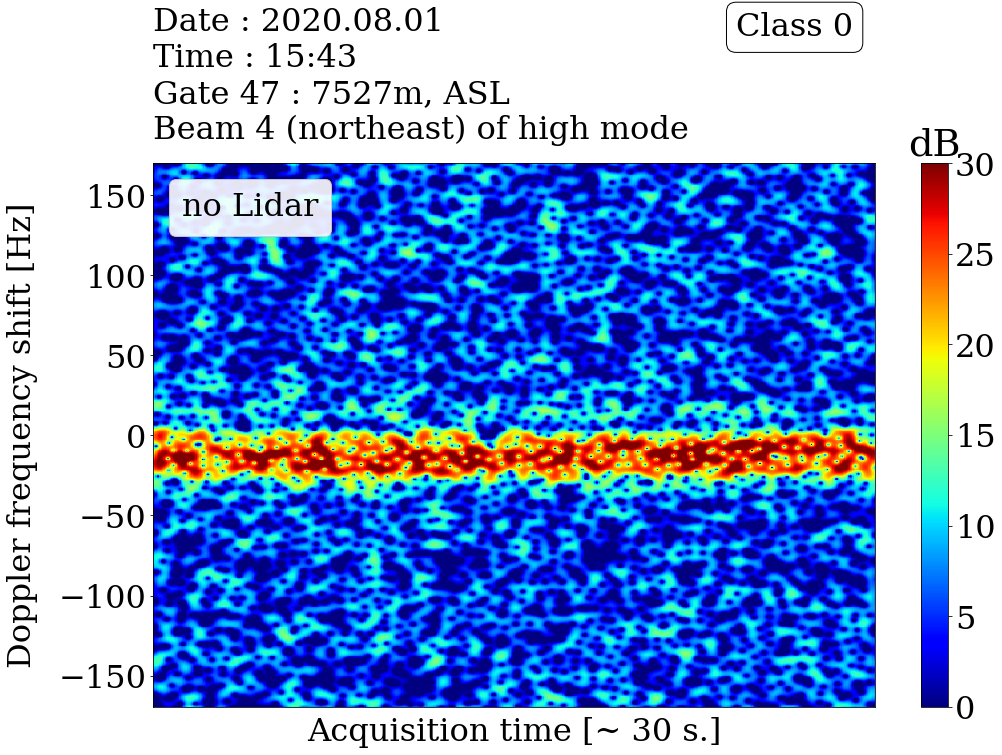 Date : 2020.08.01
Time : 15:43
Gate 47 : 7527m, ASL
Beam 4 (northeast) of high mode
Class 0
dB
no Lidar
Doppler frequency shift [Hz]
150
100
50
0
−50
−100
−150
30
25
20
15
10
5
0
Acquisition time [~ 30 s.]